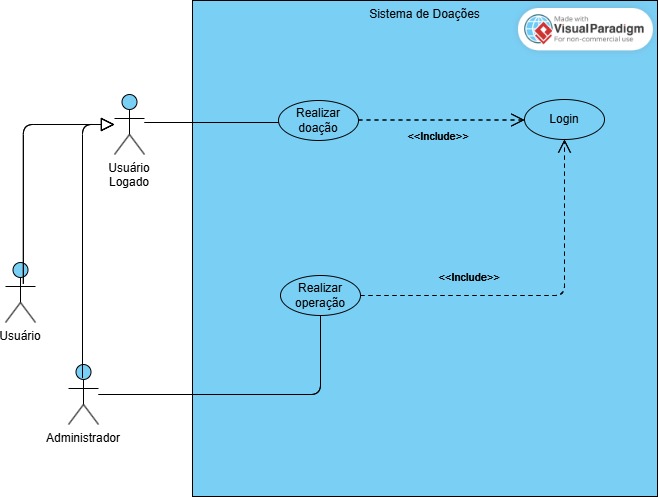 Sistema de Doações
Made with
Visual Paradigm
For non-commercial use
Realizar
doação
<<Include>>
Login
Usuário
Logado
Realizar
operação
<<Include>>
Usuário
Administrador